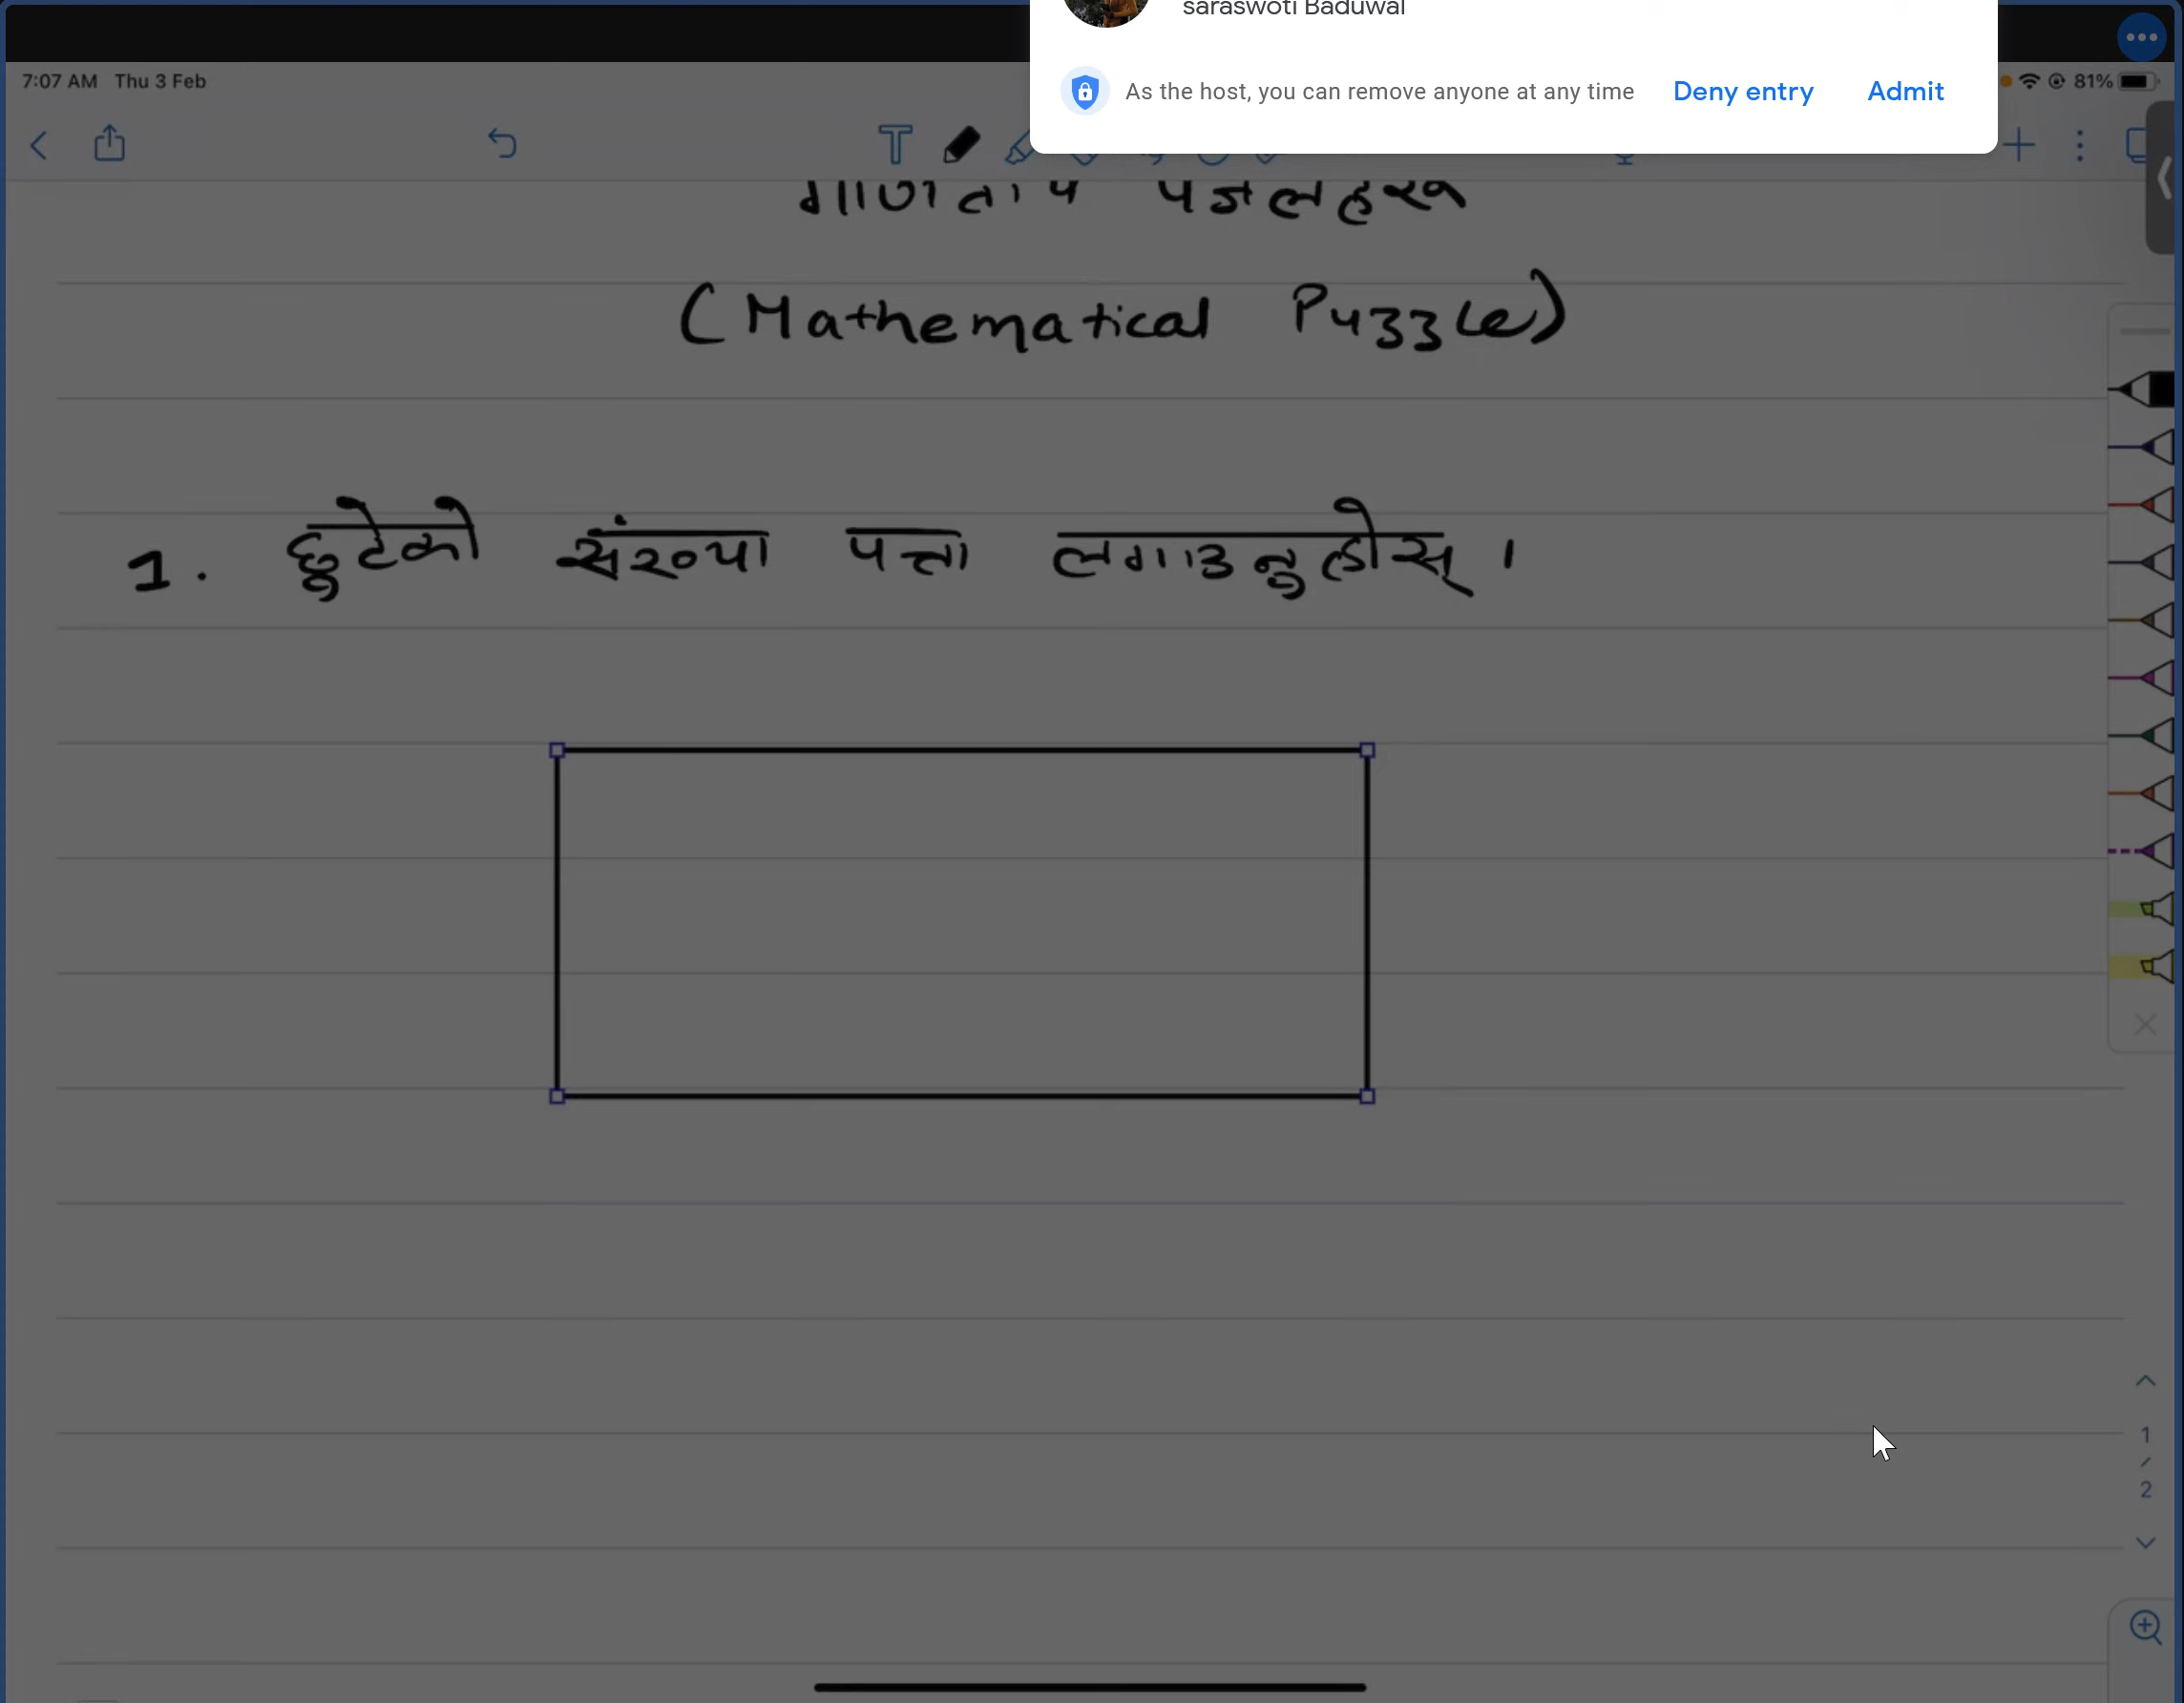 saraswoti Baduwal
As the host, you can remove anyone at any time Deny entry Admit
7:07 AM Thu 3 Feb 81%
(Mathematical Puzzle)
1. छुटेको संख्या पत्ता लगाउनुहोस् ।
1
/
2